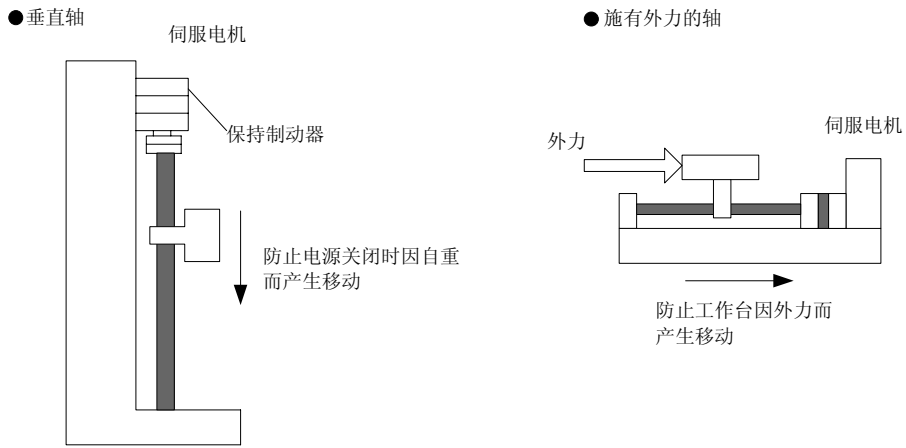 ●垂直轴
伺服电机
保持制动器
防止电源关闭时因自重
而产生移动
●施有外力的轴
外力
伺服电机
防止工作台因外力而
产生移动